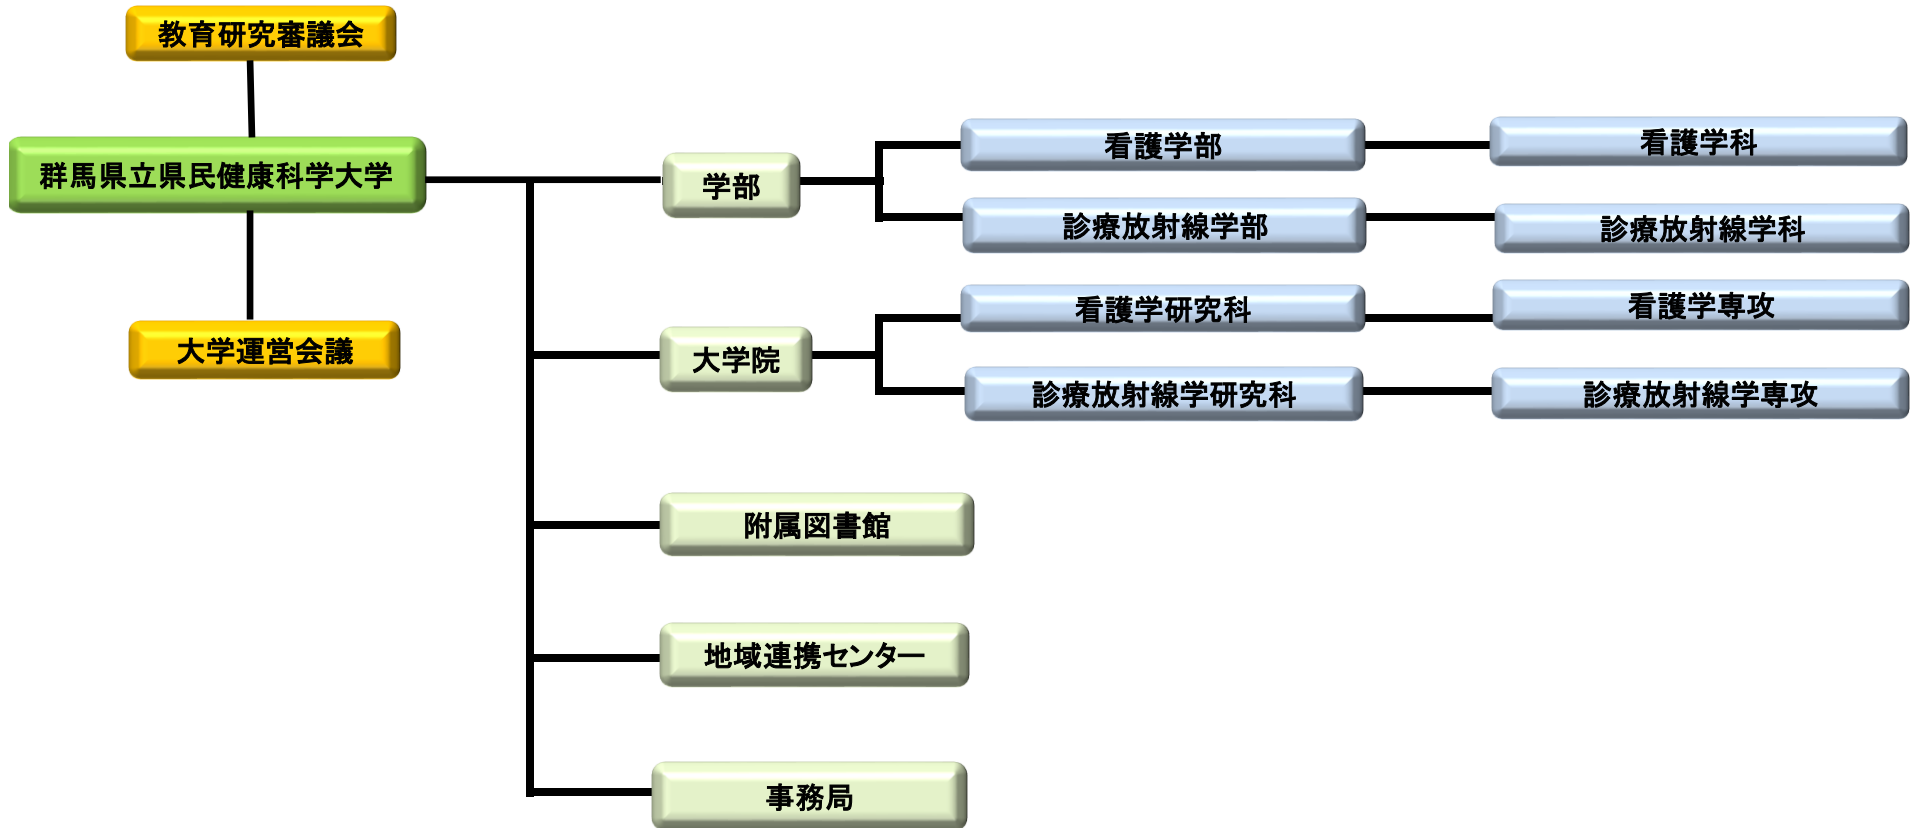 教育研究審議会
群馬県立県民健康科学大学
大学運営会議
学部
看護学部
看護学科
診療放射線学部
診療放射線学科
大学院
看護学研究科
看護学専攻
診療放射線学研究科
診療放射線学専攻
附属図書館
地域連携センター
事務局